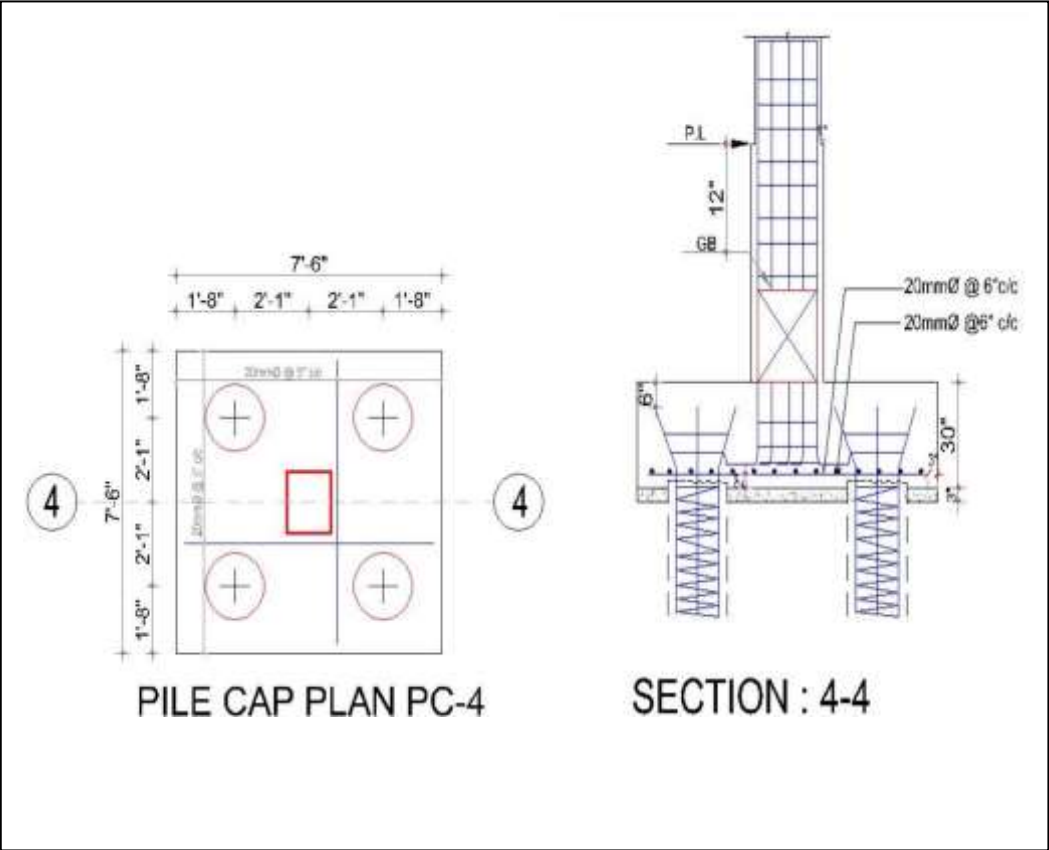 7'-6"
1'-8" 2'-1" 2'-1" 1'-8"
1'-8"
2'-1"
7'-6"
2'-1"
1'-8"
4
4
PILE CAP PLAN PC-4
P.L
12"
GB
20mmØ @ 6"c/c
20mmØ @6" c/c
6"
30"
3"
SECTION : 4-4